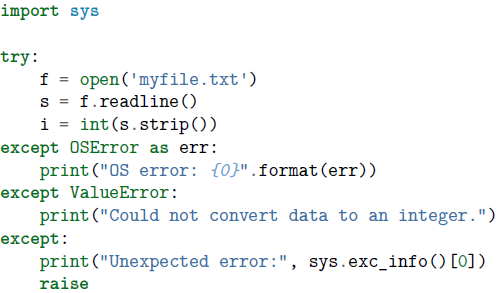 import sys

try:
    f = open('myfile.txt')
    s = f.readline()
    i = int(s.strip())
except OSError as err:
    print("OS error: {0}".format(err))
except ValueError:
    print("Could not convert data to an integer.")
except:
    print("Unexpected error:", sys.exc_info()[0])
    raise